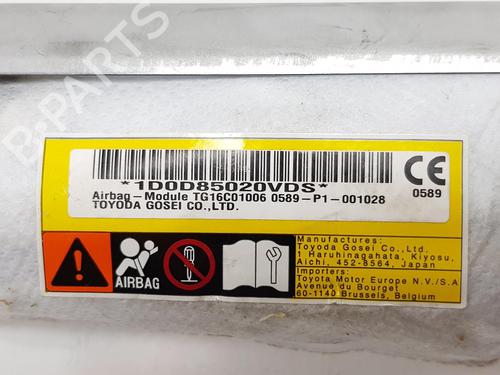 B-PARTS
*1D0D85020VDS*
Airbag-Module TG16C01006 0589-P1-001028
TOYODA GOSEI CO.,LTD.
CE
0589
AIRBAG
Manufactures:
Toyoda Gosei Co.,Ltd.
1 Haruhinagahata, Kiyosu,
Aichi, 452-8564, Japan
Importers:
Toyota Motor Europe N.V./S.A
Avenue du Bourget
60-1140 Brussels, Belgium